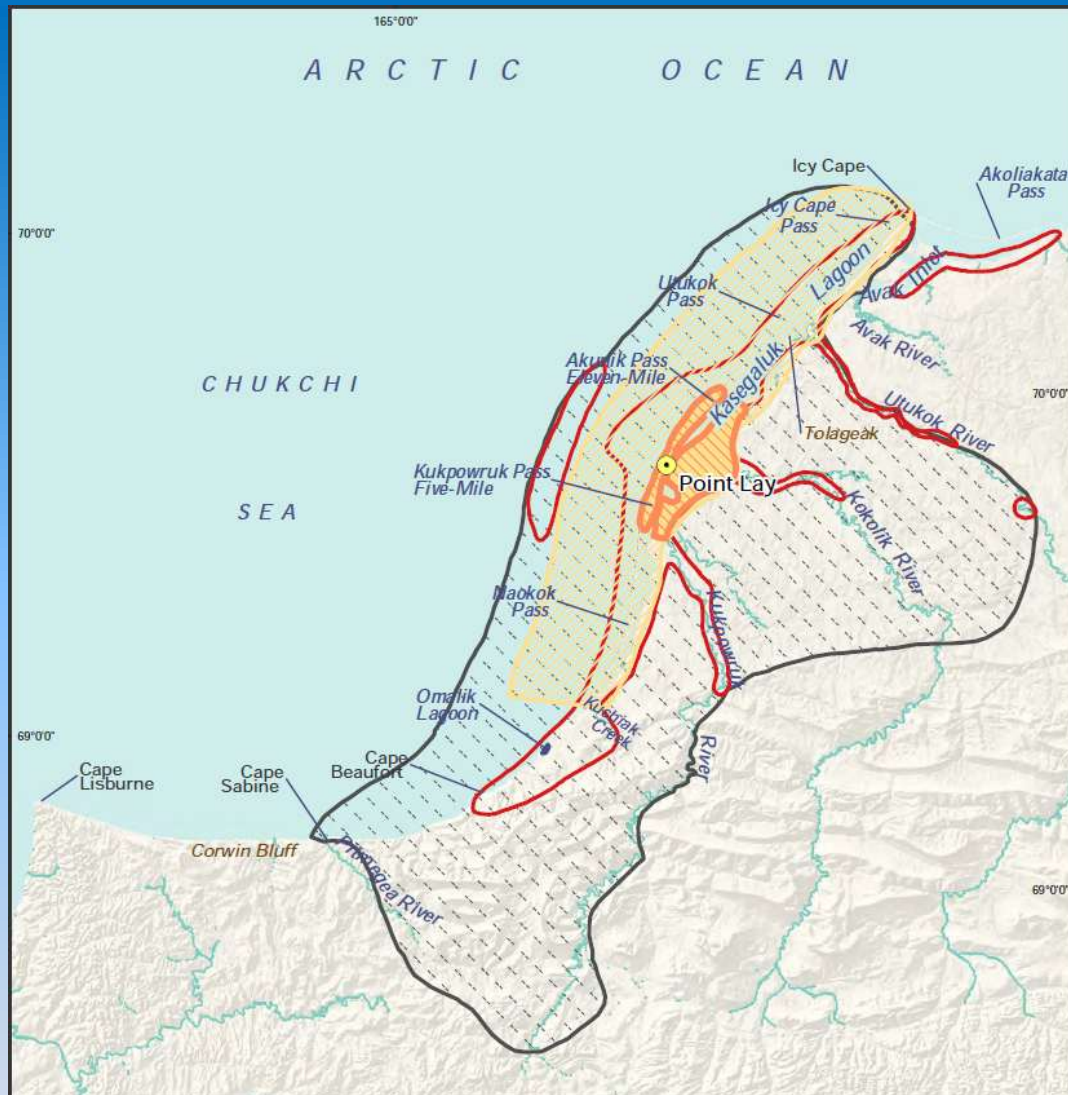 165°0'0"
ARCTIC OCEAN
Icy Cape
Akoliakata
Pass
70°0'0"
Icy Cape
Pass
Lagoon
Avak Inlet
Utukok
Pass
Avak River
CHUKCHI
Akunik Pass
Eleven-Mile
Kasegaluk
70°0'0"
Utukok River
Tolageak
Kukpowruk Pass
Five-Mile
Point Lay
SEA
Kokolik River
Naokok
Pass
Kukpowruk
River
Omalik
Lagoon
Kuchiak
Creek
69°0'0"
Cape
Beaufort
Cape
Lisburne
Cape
Sabine
Corwin Bluff
Pitmegea River
69°0'0"